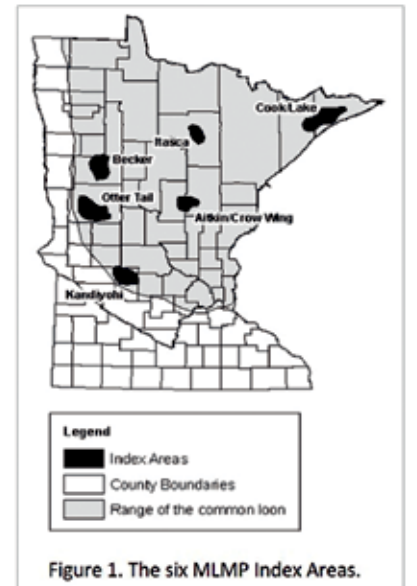 Cook/Lake
Itasca
Becker
Otter Tail
Aitkin/Crow Wing
Kandiyohi
Legend
Index Areas
County Boundaries
Range of the common loon
Figure 1. The six MLMP Index Areas.